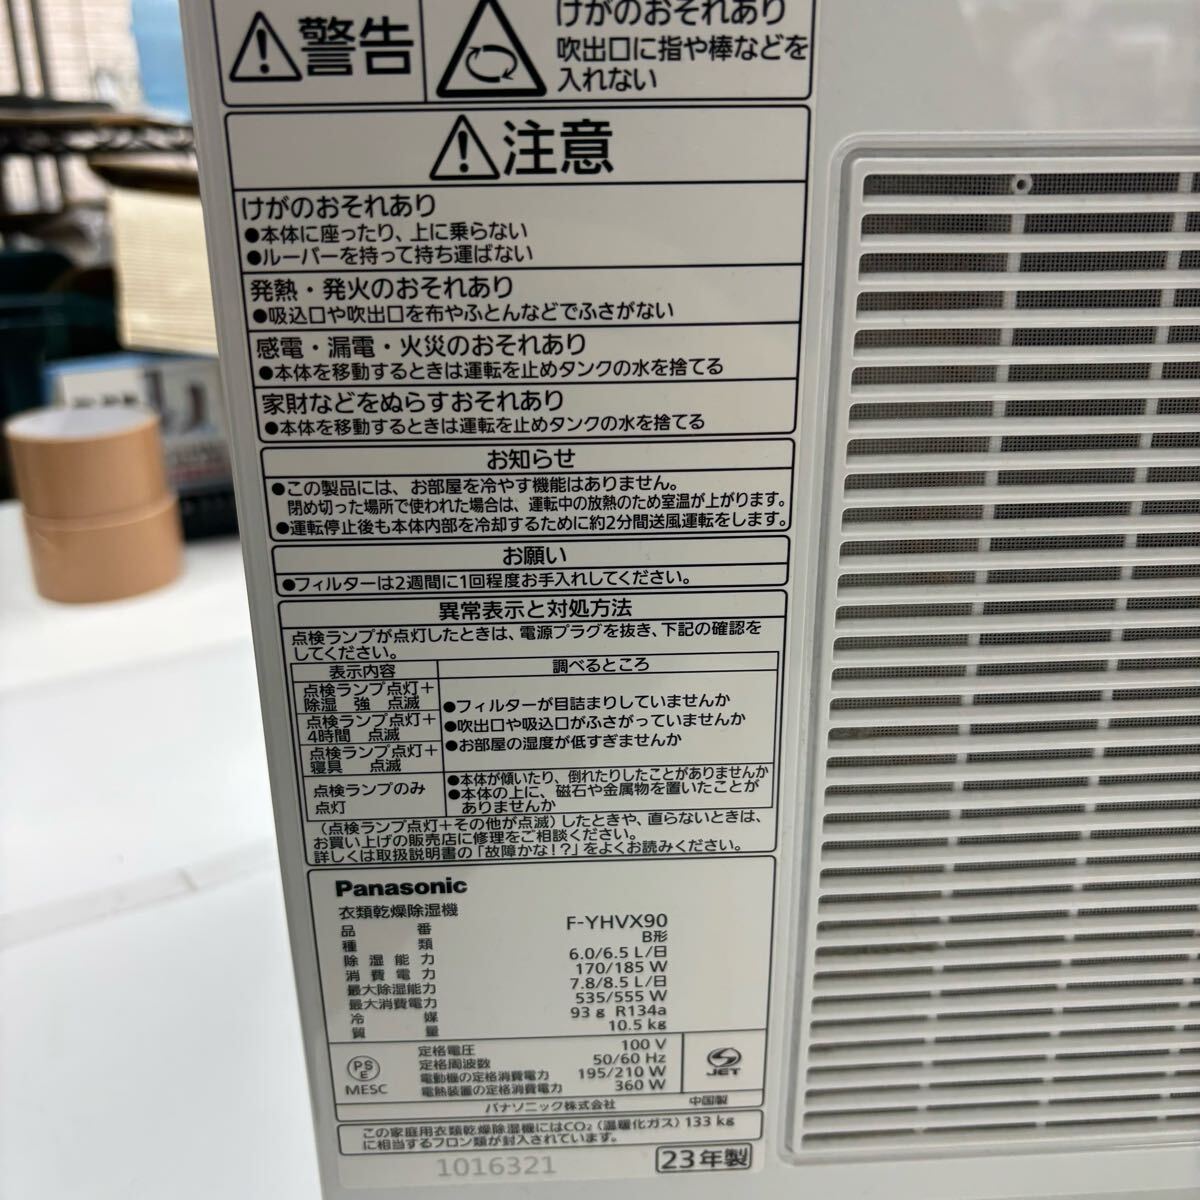 警告
けがのおそれあり
吹出口に指や棒などを
入れない
注意
けがのおそれあり
●本体に座ったり、上に乗らない
●ルーバーを持って持ち運ばない
発熱・発火のおそれあり
●吸込口や吹出口を布やふとんなどでふさがない
感電・漏電・火災のおそれあり
●本体を移動するときは運転を止めタンクの水を捨てる
家財などをぬらすおそれあり
●本体を移動するときは運転を止めタンクの水を捨てる
お知らせ
●この製品には、お部屋を冷やす機能はありません。
閉め切った場所で使われた場合は、運転中の放熱のため室温が上がります。
●運転停止後も本体内部を冷却するために約2分間送風運転をします。
お願い
●フィルターは2週間に1回程度お手入れしてください。
異常表示と対処方法
点検ランプが点灯したときは、電源プラグを抜き、下記の確認を
してください。
表示内容 調べるところ
点検ランプ点灯+
除湿 強 点滅
点検ランプ点灯+
4時間 点滅
点検ランプ点灯+
寝具 点滅
●フィルターが目詰まりしていませんか
●吹出口や吸込口がふさがっていませんか
●お部屋の湿度が低すぎませんか
点検ランプのみ
点灯
●本体が傾いたり、倒れたりしたことがありませんか
●本体の上に、磁石や金属物を置いたことが
ありませんか
(点検ランプ点灯+その他が点滅)したときや、直らないときは、
お買い上げの販売店に修理をご相談ください。
詳しくは取扱説明書の「故障かな!?」をよくお読みください。
Panasonic
衣類乾燥除湿機
品番 F-YHVX90
種類 B形
除湿能力 6.0/6.5 L/日
消費電力 170/185 W
最大除湿能力 7.8/8.5 L/日
最大消費電力 535/555 W
冷媒 93 g R134a
質量 10.5 kg
PS
E
MESC
定格電圧 100 V
定格周波数 50/60 Hz
電動機の定格消費電力 195/210 W
電熱装置の定格消費電力 360 W
JET
パナソニック株式会社 中国製
この家庭用衣類乾燥除湿機にはCO₂(温暖化ガス)133 kg
に相当するフロン類が封入されています。
1016321 23年製